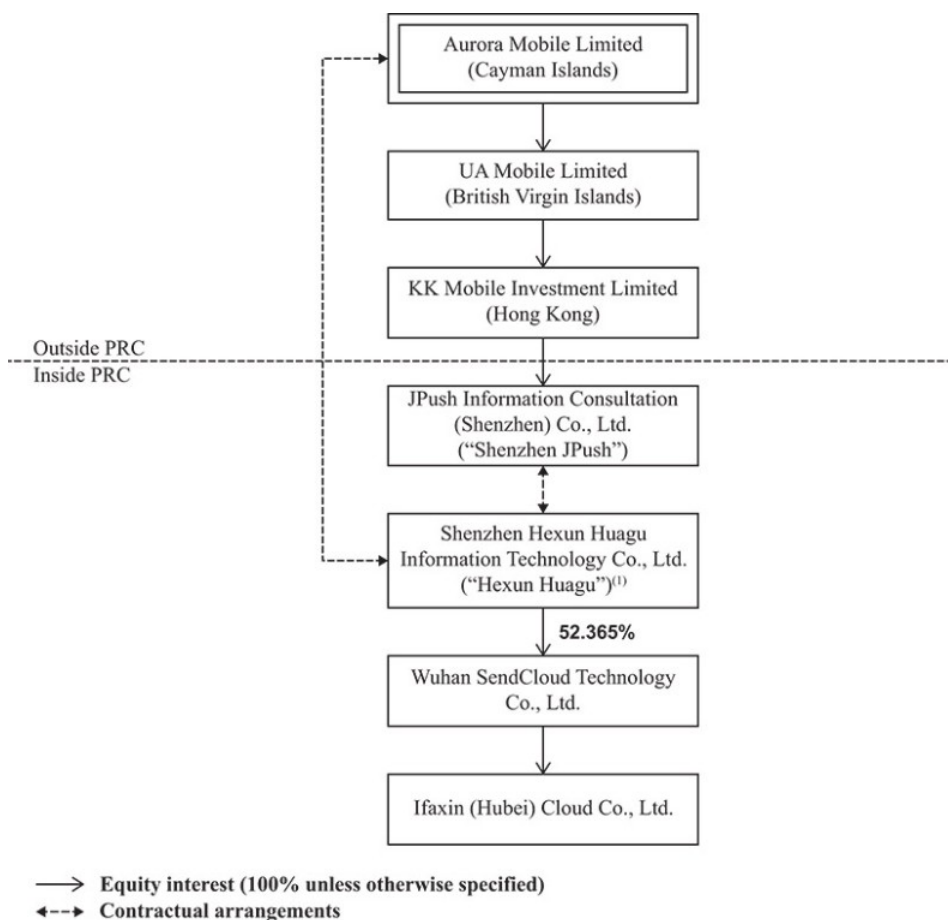 Aurora Mobile Limited
(Cayman Islands)
UA Mobile Limited
(British Virgin Islands)
KK Mobile Investment Limited
(Hong Kong)
Outside PRC
Inside PRC
JPush Information Consultation
(Shenzhen) Co., Ltd.
(“Shenzhen JPush”)
Shenzhen Hexun Huagu
Information Technology Co., Ltd.
(“Hexun Huagu”)⁽¹⁾
52.365%
Wuhan SendCloud Technology
Co., Ltd.
Ifaxin (Hubei) Cloud Co., Ltd.
Equity interest (100% unless otherwise specified)
Contractual arrangements